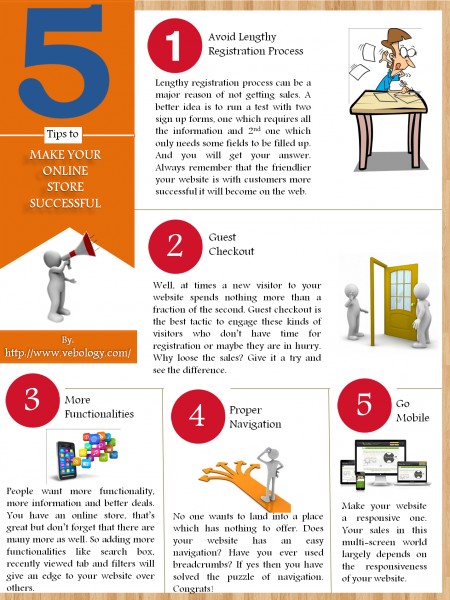 5
Tips to
MAKE YOUR
ONLINE
STORE
SUCCESSFUL
By,
http://www.vebology.com/
1
Avoid Lengthy
Registration Process
Lengthy registration process can be a
major reason of not getting sales. A
better idea is to run a test with two
sign up forms, one which requires all
the information and 2nd one which
only needs some fields to be filled up.
And you will get your answer.
Always remember that the friendlier
your website is with customers more
successful it will become on the web.
2
Guest
Checkout
Well, at times a new visitor to your
website spends nothing more than a
fraction of the second. Guest checkout is
the best tactic to engage these kinds of
visitors who don't have time for
registration or maybe they are in hurry.
Why loose the sales? Give it a try and
see the difference.
3
More
Functionalities
People want more functionality,
more information and better deals.
You have an online store, that's
great but don't forget that there are
many more as well. So adding more
functionalities like search box,
recently viewed tab and filters will
give an edge to your website over
others.
4
Proper
Navigation
No one wants to land into a place
which has nothing to offer. Does
your website has an easy
navigation? Have you ever used
breadcrumbs? If yes then you have
solved the puzzle of navigation.
Congrats!
5
Go
Mobile
Make your website
a responsive one.
Your sales in this
multi-screen world
largely depends on
the responsiveness
of your website.